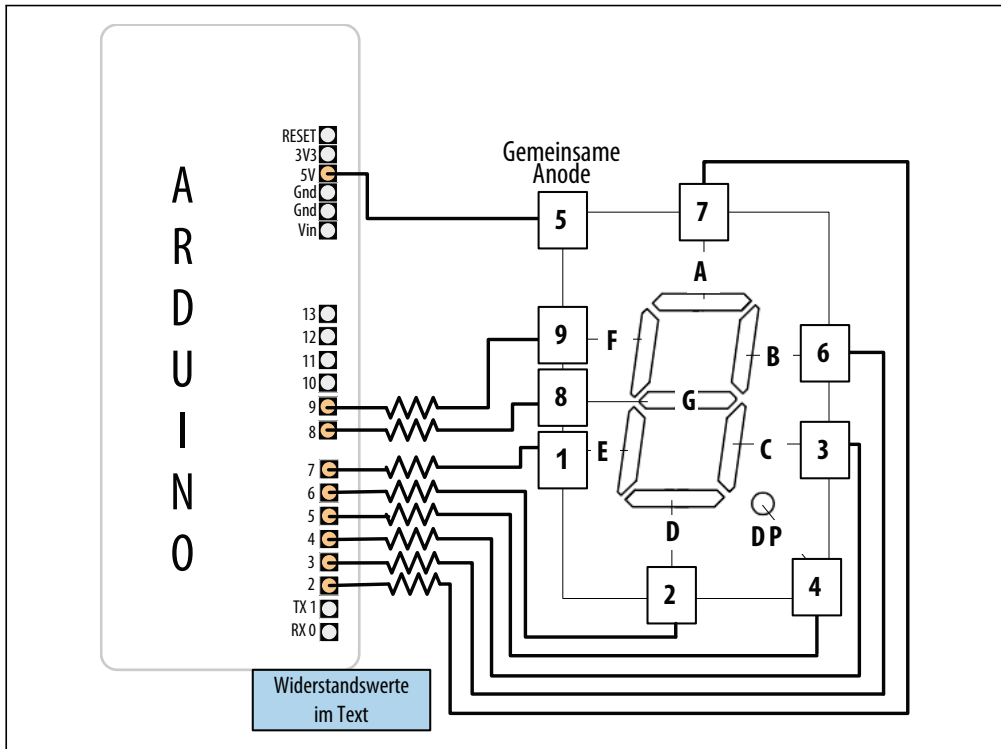 ARDUINO
RESET
3V3
5V
Gnd
Gnd
Vin
13
12
11
10
9
8
7
6
5
4
3
2
TX 1
RX 0
Gemeinsame
Anode
5
7
A
9
F
B
6
8
G
1
E
C
3
D
DP
2
4
Widerstandswerte
im Text